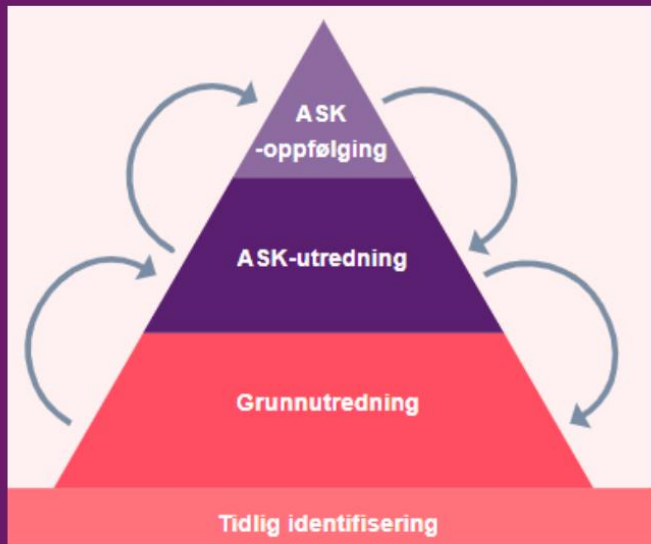 ASK
-oppfølging
ASK-utredning
Grunnutredning
Tidlig identifisering